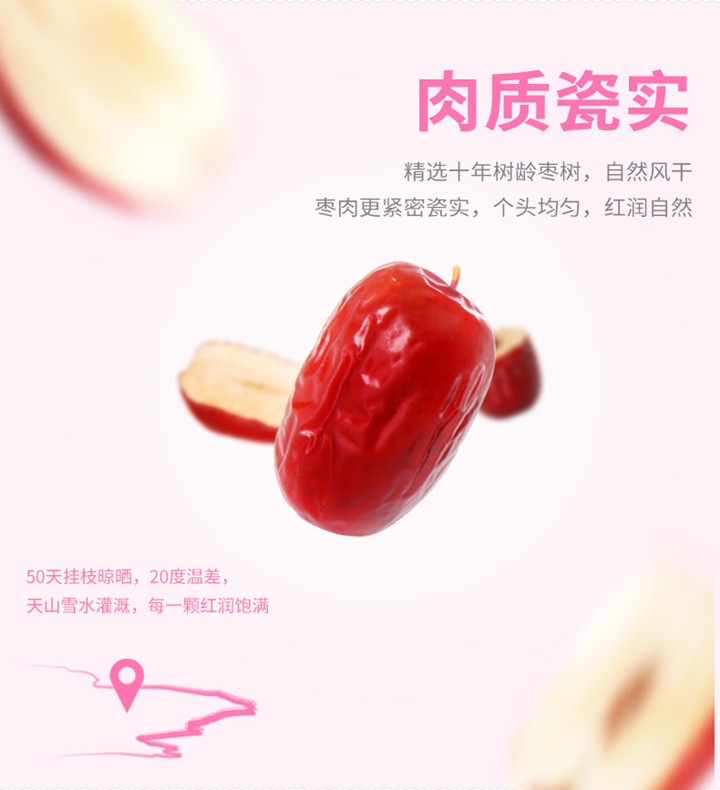 肉质瓷实
精选十年树龄枣树，自然风干
枣肉更紧密瓷实，个头均匀，红润自然
50天挂枝晾晒，20度温差，
天山雪水灌溉，每一颗红润饱满